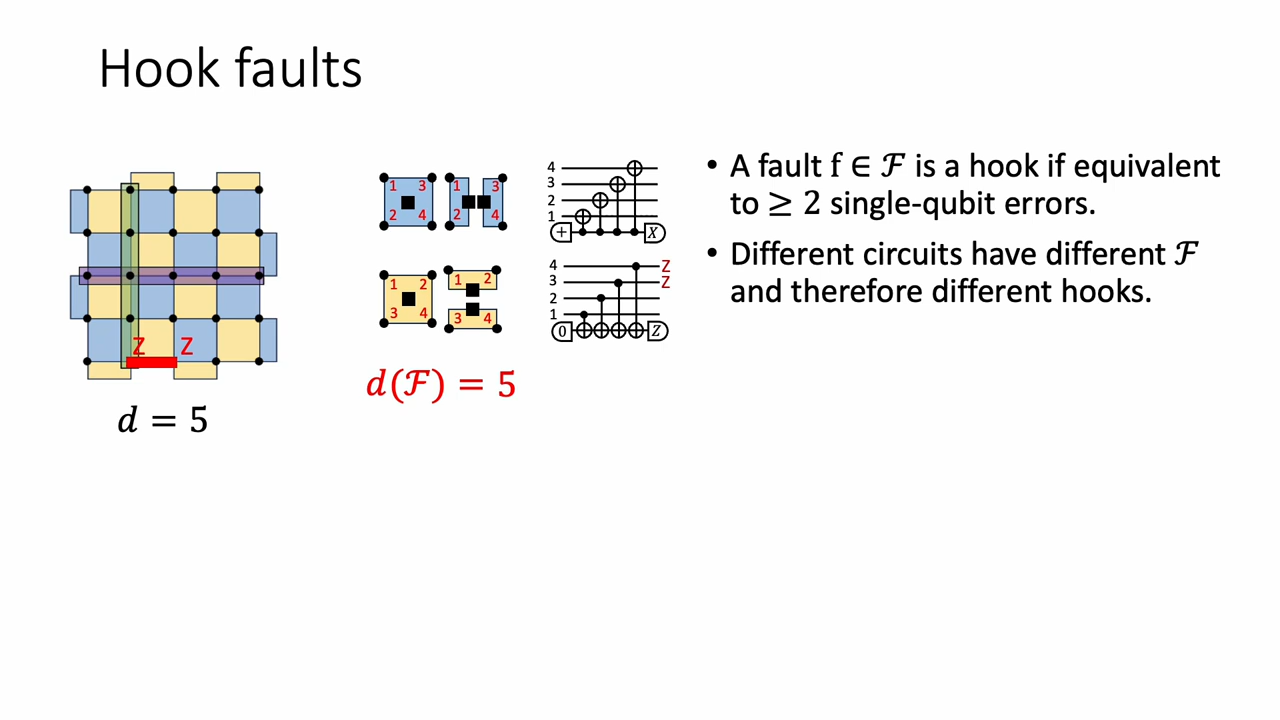 Hook faults
1 3
2 4
1 3
2 4
4
3
2
1
+ X
• A fault f ∈ ℱ is a hook if equivalent
to ≥ 2 single-qubit errors.
• Different circuits have different ℱ
and therefore different hooks.
1 2
3 4
1 2
3 4
4 Z
3 Z
2
1
0 Z
Z Z
d(ℱ) = 5
d = 5